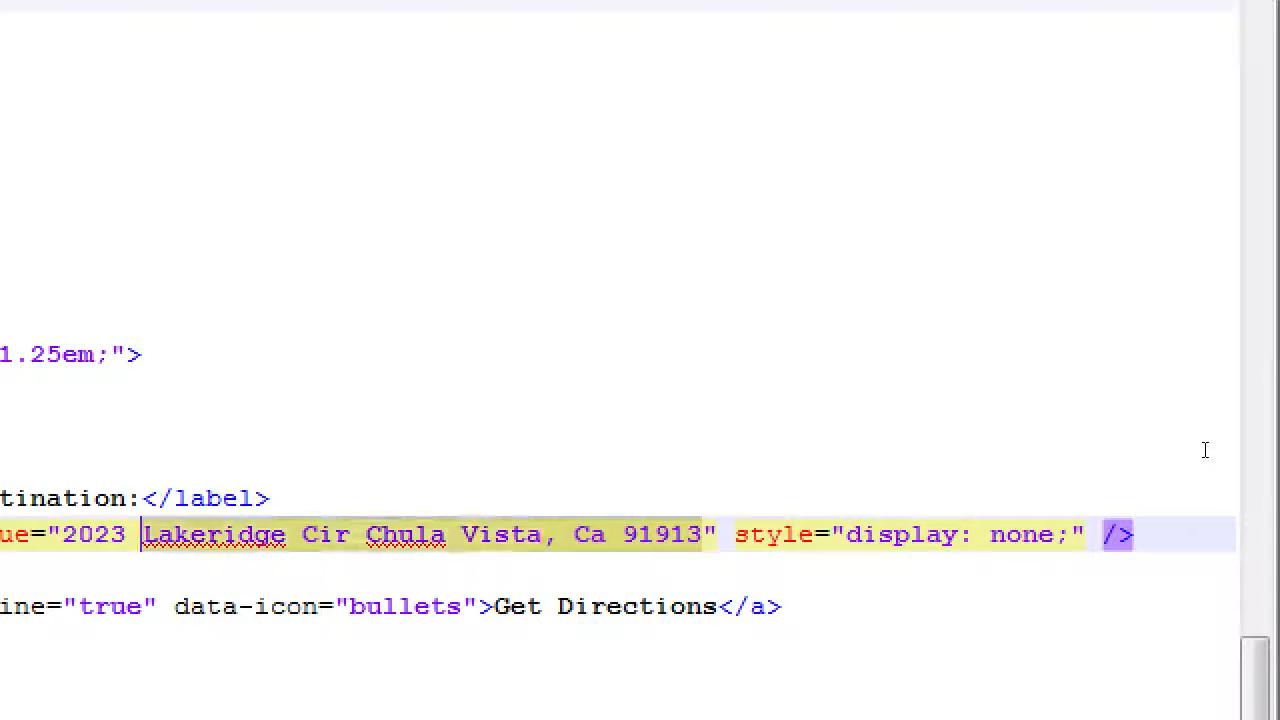 1.25em;">
tination:</label>
ue="2023 Lakeridge Cir Chula Vista, Ca 91913" style="display: none;" />
ine="true" data-icon="bullets">Get Directions</a>